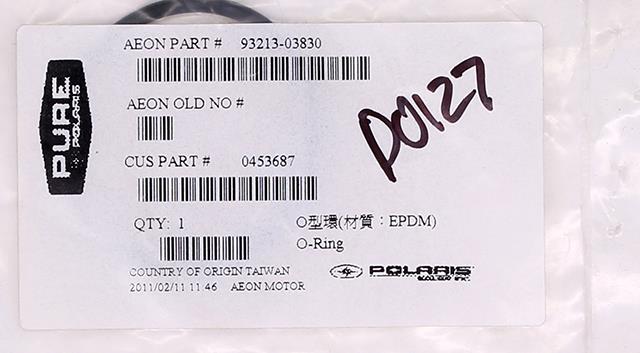 AEON PART # 93213-03830
PURE
POLARIS
AEON OLD NO #
P0127
CUS PART # 0453687
QTY: 1
O型環(材質：EPDM)
O-Ring
COUNTRY OF ORIGIN TAIWAN
POLARIS
2011/02/11 11:46 AEON MOTOR